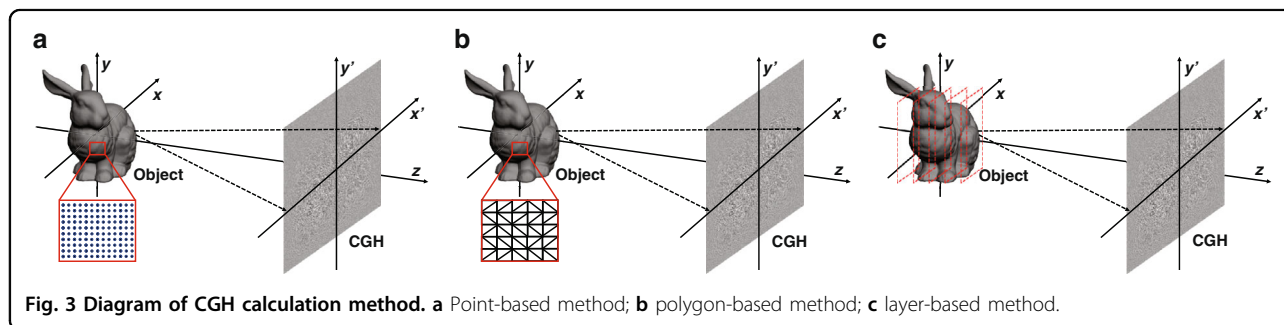 a
y
x
y'
x'
z
Object
CGH
b
y
x
y'
x'
z
Object
CGH
c
y
x
y'
x'
z
Object
CGH
Fig. 3 Diagram of CGH calculation method. a Point-based method; b polygon-based method; c layer-based method.